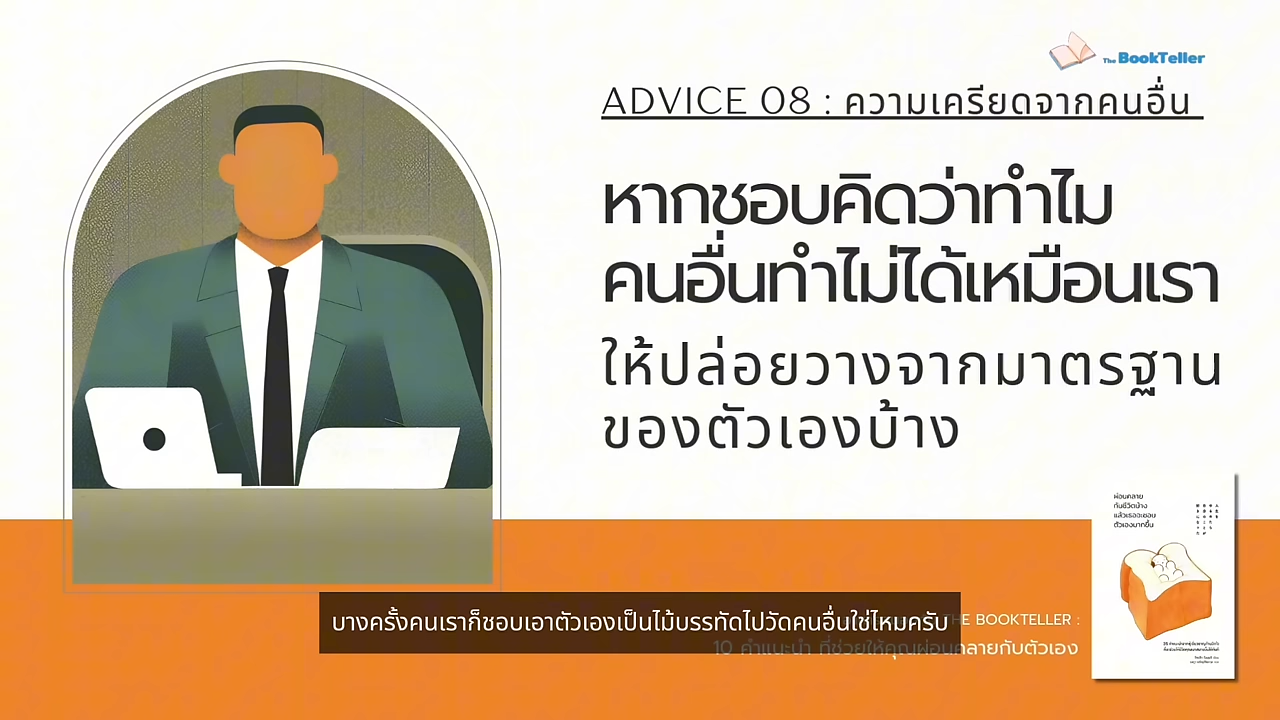 The BookTeller
ADVICE 08 : ความเครียดจากคนอื่น
หากชอบคิดว่าทำไม
คนอื่นทำไม่ได้เหมือนเรา
ให้ปล่อยวางจากมาตรฐาน
ของตัวเองบ้าง
ผ่อนคลาย
กับชีวิตบ้าง
แล้วเธอจะชอบ
ตัวเองมากขึ้น
บางครั้งคนเราก็ชอบเอาตัวเองเป็นไม้บรรทัดไปวัดคนอื่นใช่ไหมครับ
THE BOOKTELLER :
10 คำแนะนำ ที่ช่วยให้คุณผ่อนคลายกับตัวเอง